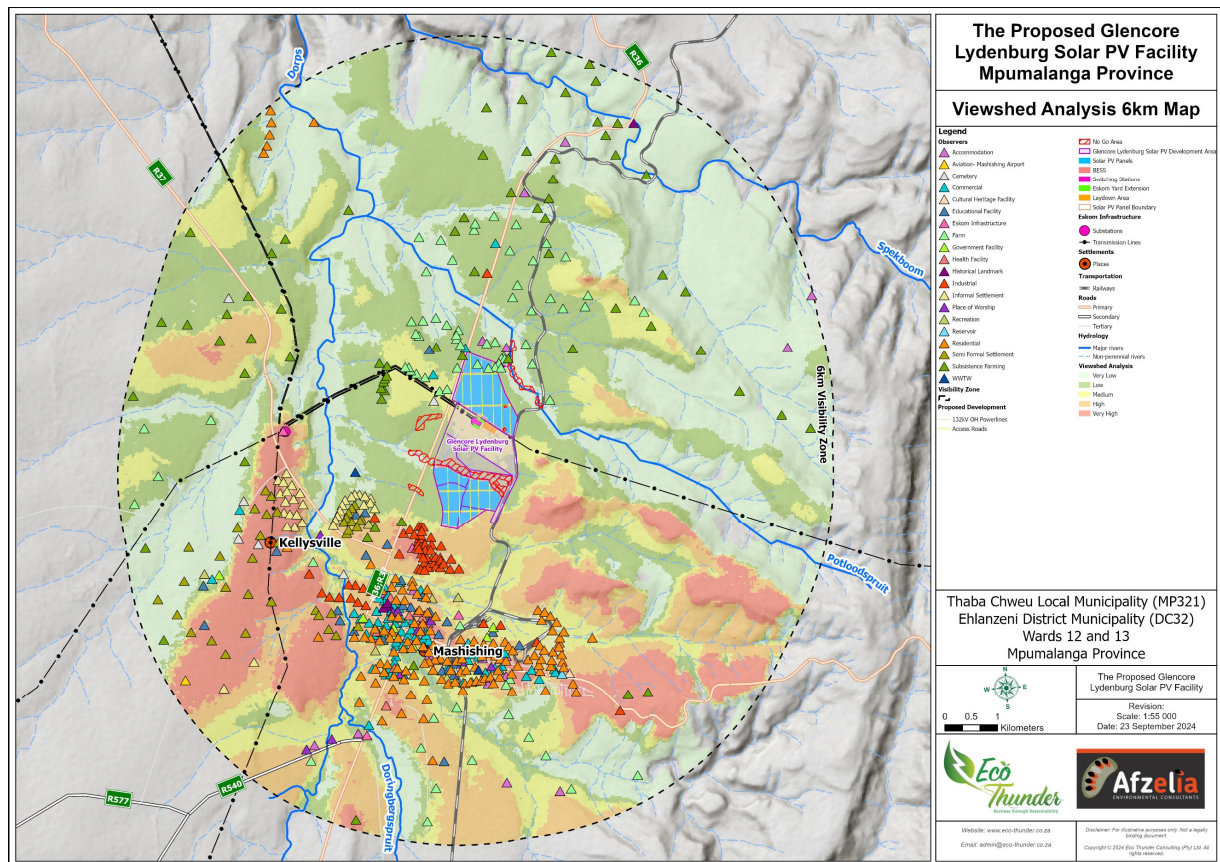 Dorps
R36
R37
Spekboom
6km Visibility Zone
Glencore Lydenburg
Solar PV Facility
Kellysville
Potloodspruit
R36;R37
Mashishing
R540
R577
Doringbergspruit
The Proposed Glencore
Lydenburg Solar PV Facility
Mpumalanga Province
Viewshed Analysis 6km Map
Legend
Observers
Accommodation
Aviation- Mashishing Airport
Cemetery
Commercial
Cultural Heritage Facility
Educational Facility
Eskom Infrastructure
Farm
Government Facility
Health Facility
Historical Landmark
Industrial
Informal Settlement
Place of Worship
Recreation
Reservoir
Residential
Semi Formal Settlement
Subsistence Farming
WWTW
Visibility Zone
Proposed Development
132kV OH Powerlines
Access Roads
No Go Area
Glencore Lydenburg Solar PV Development Area
Solar PV Panels
BESS
Switching Stations
Eskom Yard Extension
Laydown Area
Solar PV Panel Boundary
Eskom Infrastructure
Substations
Transmission Lines
Settlements
Places
Transportation
Railways
Roads
Primary
Secondary
Tertiary
Hydrology
Major rivers
Non-perennial rivers
Viewshed Analysis
Very Low
Low
Medium
High
Very High
Thaba Chweu Local Municipality (MP321)
Ehlanzeni District Municipality (DC32)
Wards 12 and 13
Mpumalanga Province
N
W E
S
0 0.5 1
Kilometers
The Proposed Glencore
Lydenburg Solar PV Facility
Revision:
Scale: 1:55 000
Date: 23 September 2024
Eco
Thunder
Business through Sustainability
Afzelia
ENVIRONMENTAL CONSULTANTS
Website: www.eco-thunder.co.za
Email: admin@eco-thunder.co.za
Disclaimer: For illustrative purposes only. Not a legally
binding document.
Copyright © 2024 Eco Thunder Consulting (Pty) Ltd. All
rights reserved.